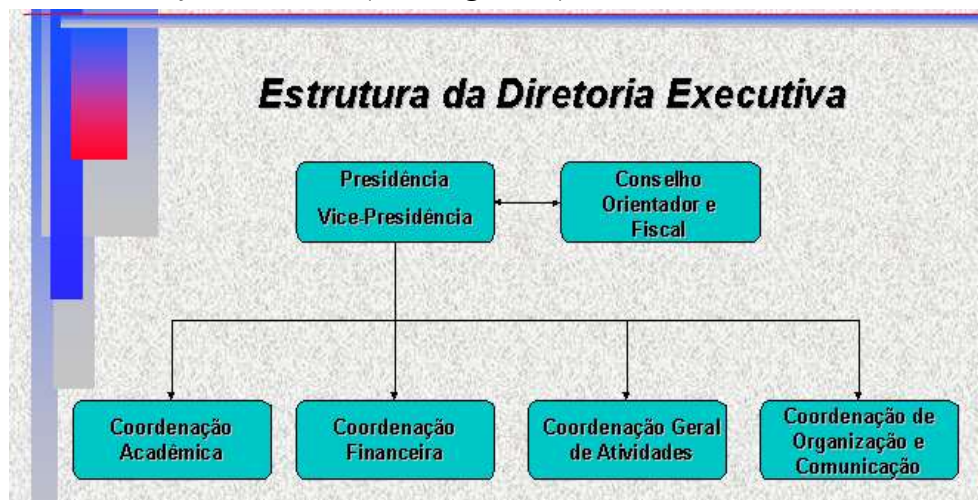 Estrutura da Diretoria Executiva
Presidência
Vice-Presidência
Conselho
Orientador e
Fiscal
Coordenação
Acadêmica
Coordenação
Financeira
Coordenação Geral
de Atividades
Coordenação de
Organização e
Comunicação